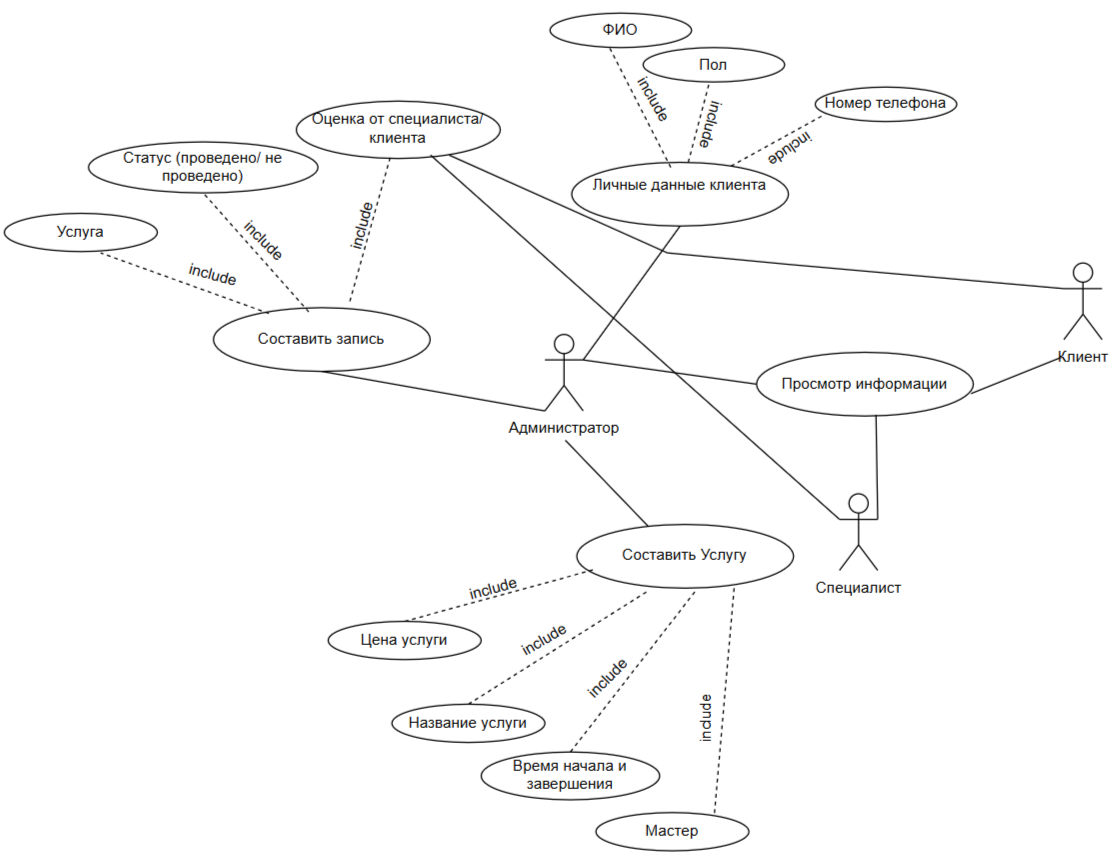 ФИО
Пол
include
include
Номер телефона
include
Оценка от специалиста/
клиента
Статус (проведено/ не
проведено)
Личные данные клиента
include
include
Услуга
include
Составить запись
Клиент
Просмотр информации
Администратор
Составить Услугу
Специалист
include
Цена услуги
include
include
include
Название услуги
Время начала и
завершения
Мастер